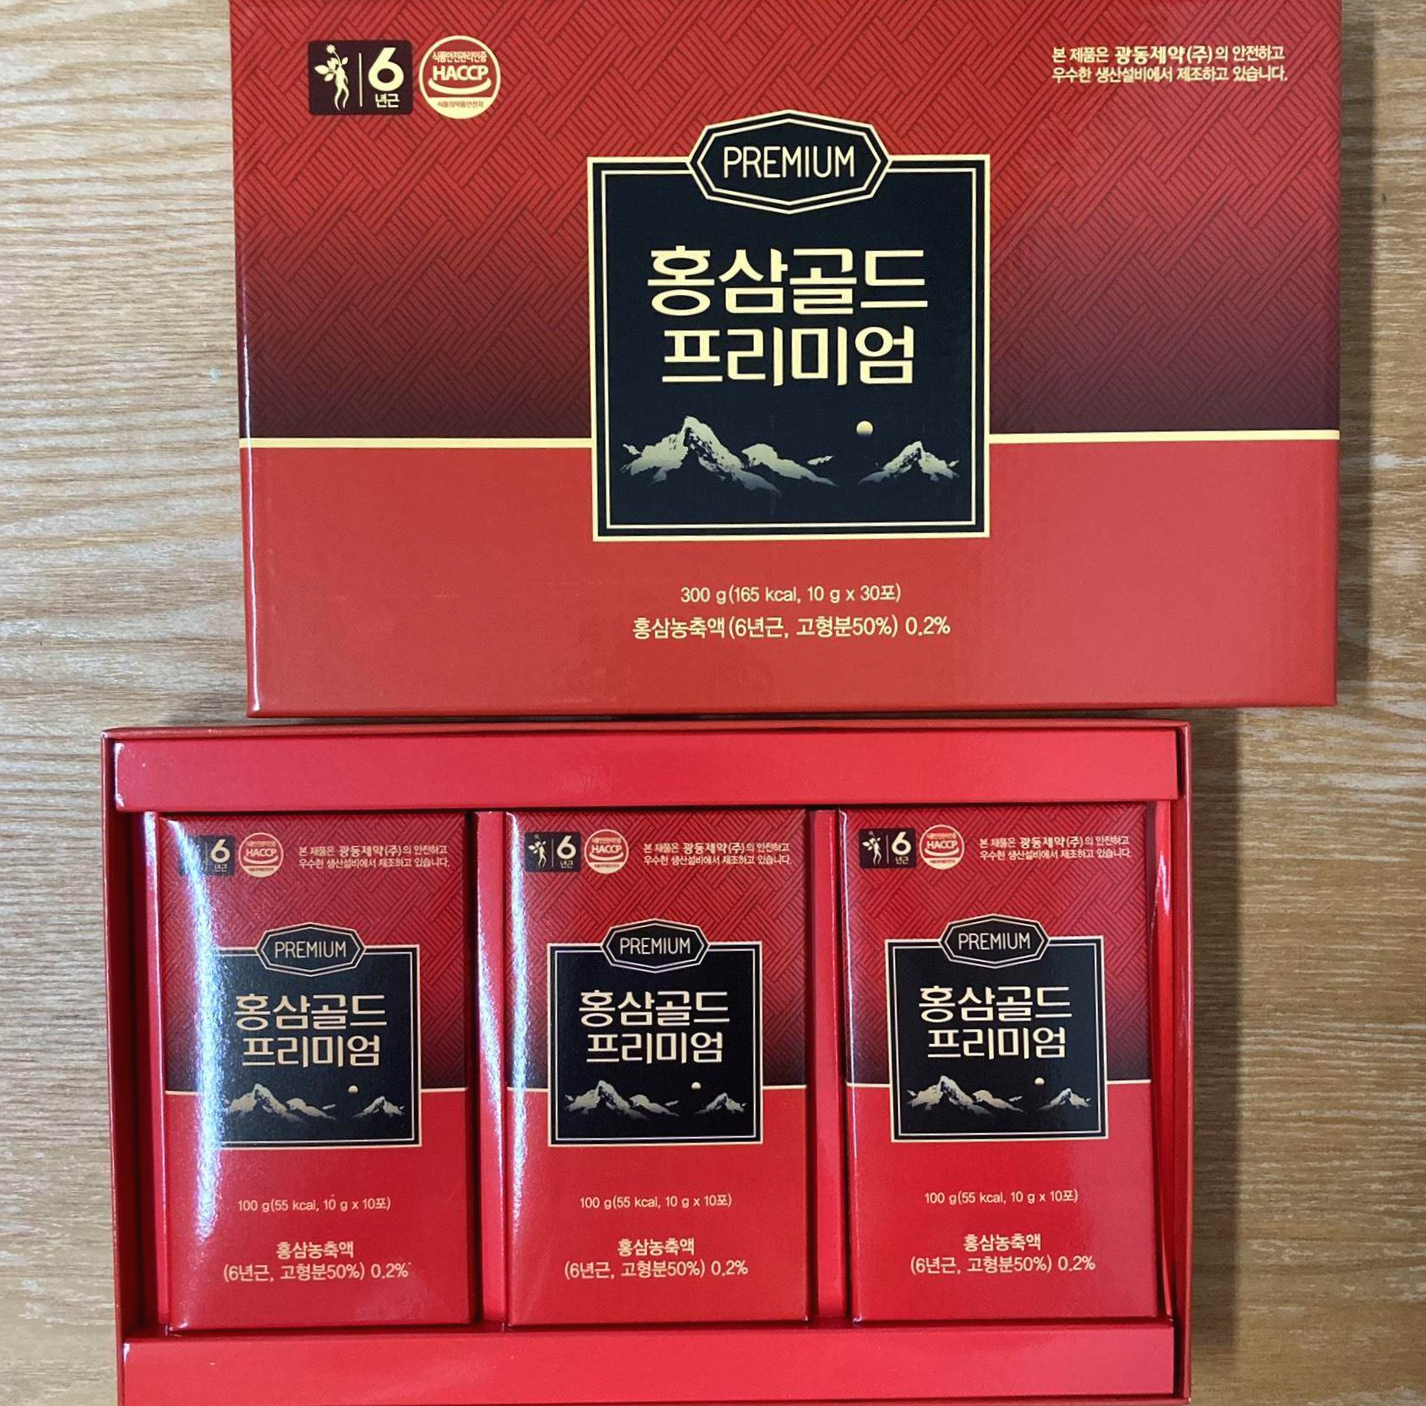 6
년근
식품안전관리인증
HACCP
식품의약품안전처
본 제품은 광동제약(주)의 안전하고
우수한 생산설비에서 제조하고 있습니다.
PREMIUM
홍삼골드
프리미엄
300 g(165 kcal, 10 g x 30포)
홍삼농축액(6년근, 고형분50%) 0.2%
6
년근
HACCP
본 제품은 광동제약(주)의 안전하고
우수한 생산설비에서 제조하고 있습니다.
PREMIUM
홍삼골드
프리미엄
100 g(55 kcal, 10 g x 10포)
홍삼농축액
(6년근, 고형분50%) 0.2%
6
년근
HACCP
본 제품은 광동제약(주)의 안전하고
우수한 생산설비에서 제조하고 있습니다.
PREMIUM
홍삼골드
프리미엄
100 g(55 kcal, 10 g x 10포)
홍삼농축액
(6년근, 고형분50%) 0.2%
6
년근
HACCP
본 제품은 광동제약(주)의 안전하고
우수한 생산설비에서 제조하고 있습니다.
PREMIUM
홍삼골드
프리미엄
100 g(55 kcal, 10 g x 10포)
홍삼농축액
(6년근, 고형분50%) 0.2%